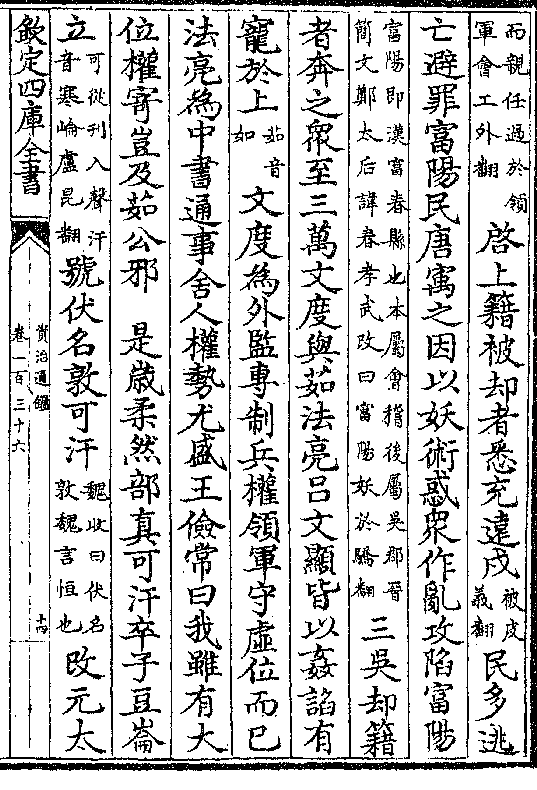 而親任過於領
軍會工外翻
啓上籍被却者悉充遠戍
被皮
義翻
民多逃
亡避罪富陽民唐㝢之因以妖術惑衆作亂攻陷富陽
富陽即漢富春縣也本屬會稽後屬吳郡晉
簡文鄭太后諱春孝武改曰富陽妖於驕翻
三吳却籍
者奔之衆至三萬文度與茹法亮呂文顯皆以姦諂有
寵於上
茹音
如
文度為外監專制兵權領軍守虛位而已
法亮為中書通事舍人權勢尤盛王儉常曰我雖有大
位權寄豈及茹公邪　是歲柔然部真可汗卒子豆崙
立
可從刋入聲汗
音寒崘盧昆翻
號伏名敦可汗
魏收曰伏名
敦魏言恒也
改元太
欽定四庫全書
資治通鑑
卷一百三十六
十四